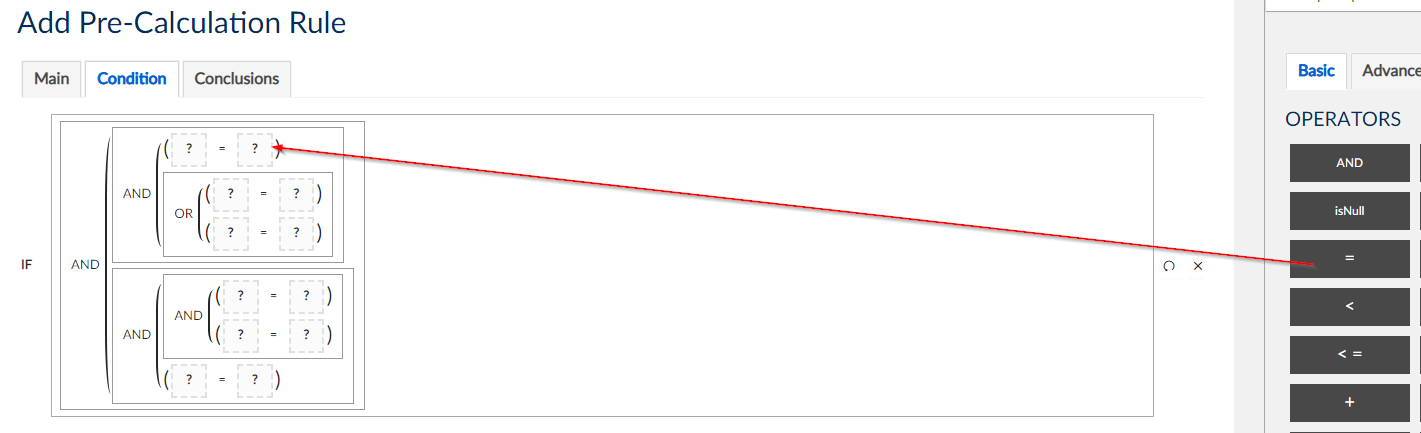 Add Pre-Calculation Rule
Main Condition Conclusions
Basic Advance
OPERATORS
AND
isNull
=
<
< =
+
IF
AND
AND
( ? = ? )
OR
( ? = ? )
( ? = ? )
AND
AND
( ? = ? )
( ? = ? )
( ? = ? )